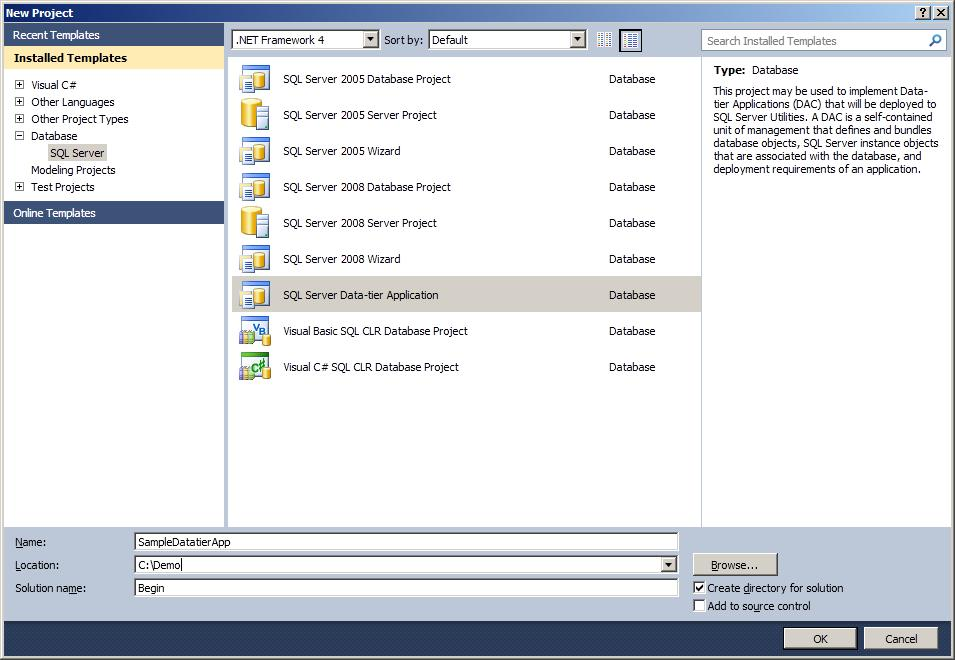 New Project
Recent Templates
Installed Templates
Visual C#
Other Languages
Other Project Types
Database
SQL Server
Modeling Projects
Test Projects
Online Templates
.NET Framework 4
Sort by: Default
SQL Server 2005 Database Project Database
SQL Server 2005 Server Project Database
SQL Server 2005 Wizard Database
SQL Server 2008 Database Project Database
SQL Server 2008 Server Project Database
SQL Server 2008 Wizard Database
SQL Server Data-tier Application Database
Visual Basic SQL CLR Database Project Database
Visual C# SQL CLR Database Project Database
Search Installed Templates
Type: Database
This project may be used to implement Data-
tier Applications (DAC) that will be deployed to
SQL Server Utilities. A DAC is a self-contained
unit of management that defines and bundles
database objects, SQL Server instance objects
that are associated with the database, and
deployment requirements of an application.
Name: SampleDatatierApp
Location: C:\Demo
Browse...
Solution name: Begin
Create directory for solution
Add to source control
OK
Cancel